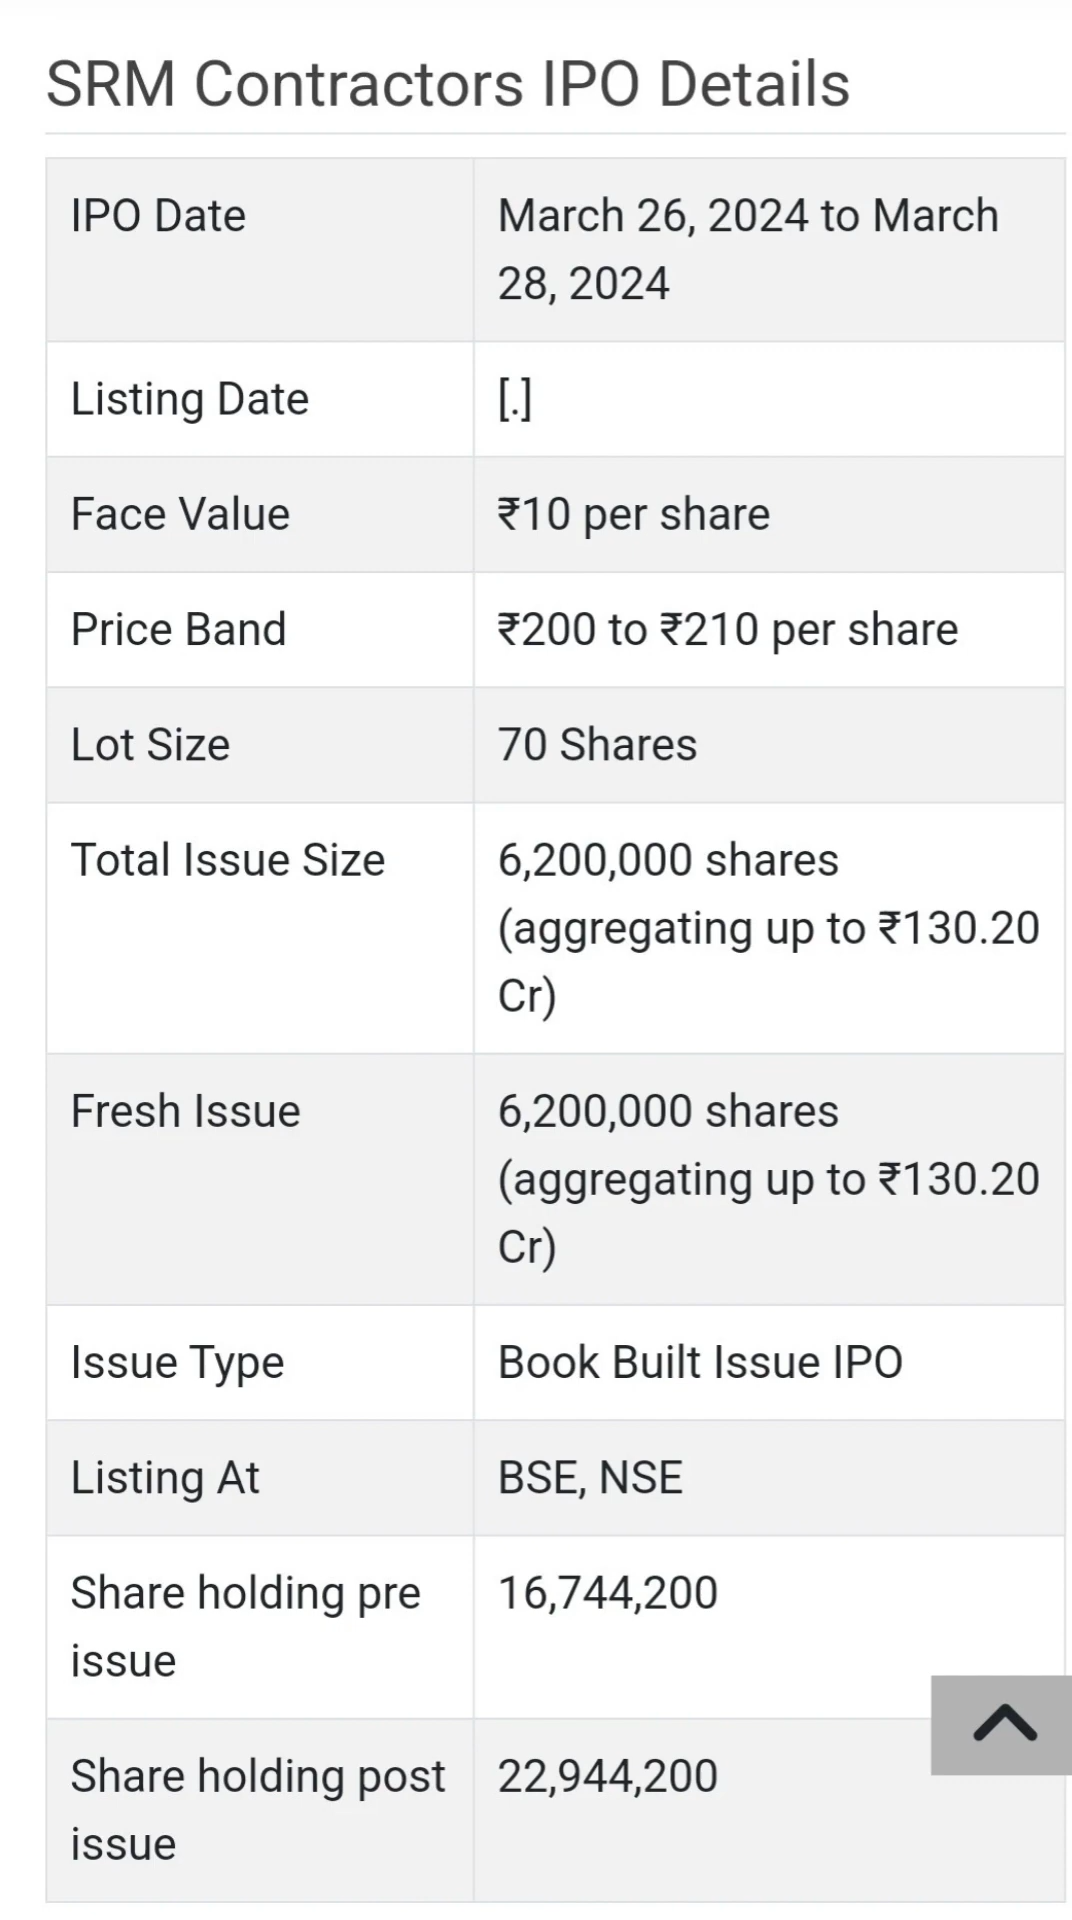 SRM Contractors IPO Details
IPO Date
March 26, 2024 to March
28, 2024
Listing Date
[.]
Face Value
₹10 per share
Price Band
₹200 to ₹210 per share
Lot Size
70 Shares
Total Issue Size
6,200,000 shares
(aggregating up to ₹130.20
Cr)
Fresh Issue
6,200,000 shares
(aggregating up to ₹130.20
Cr)
Issue Type
Book Built Issue IPO
Listing At
BSE, NSE
Share holding pre
issue
16,744,200
Share holding post
issue
22,944,200